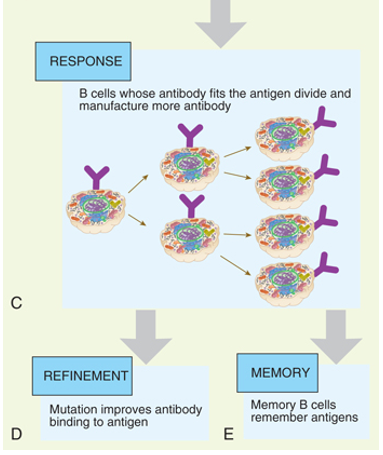 RESPONSE
B cells whose antibody fits the antigen divide and
manufacture more antibody
C
REFINEMENT
Mutation improves antibody
binding to antigen
D
MEMORY
Memory B cells
remember antigens
E